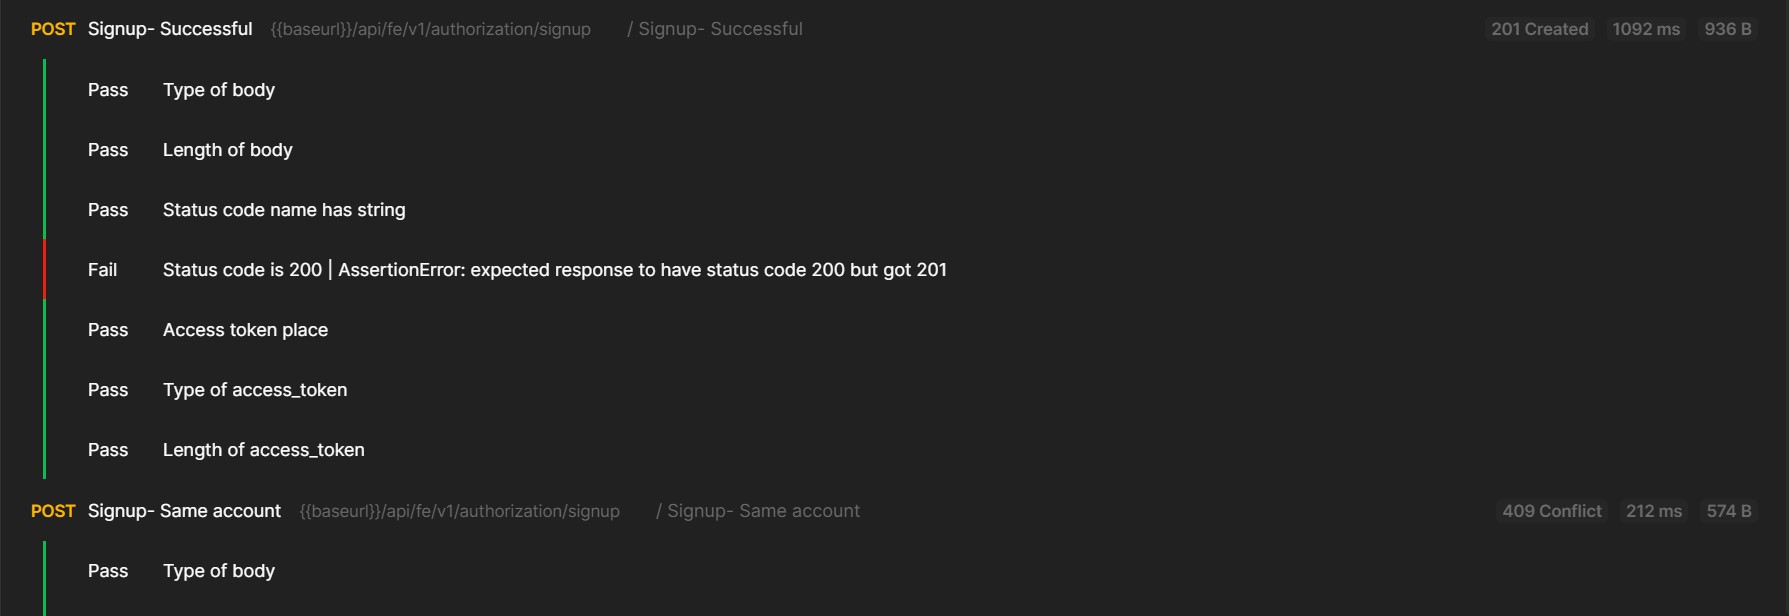 POST Signup- Successful {{baseurl}}/api/fe/v1/authorization/signup / Signup- Successful 201 Created 1092 ms 936 B
Pass Type of body
Pass Length of body
Pass Status code name has string
Fail Status code is 200 | AssertionError: expected response to have status code 200 but got 201
Pass Access token place
Pass Type of access_token
Pass Length of access_token
POST Signup- Same account {{baseurl}}/api/fe/v1/authorization/signup / Signup- Same account 409 Conflict 212 ms 574 B
Pass Type of body